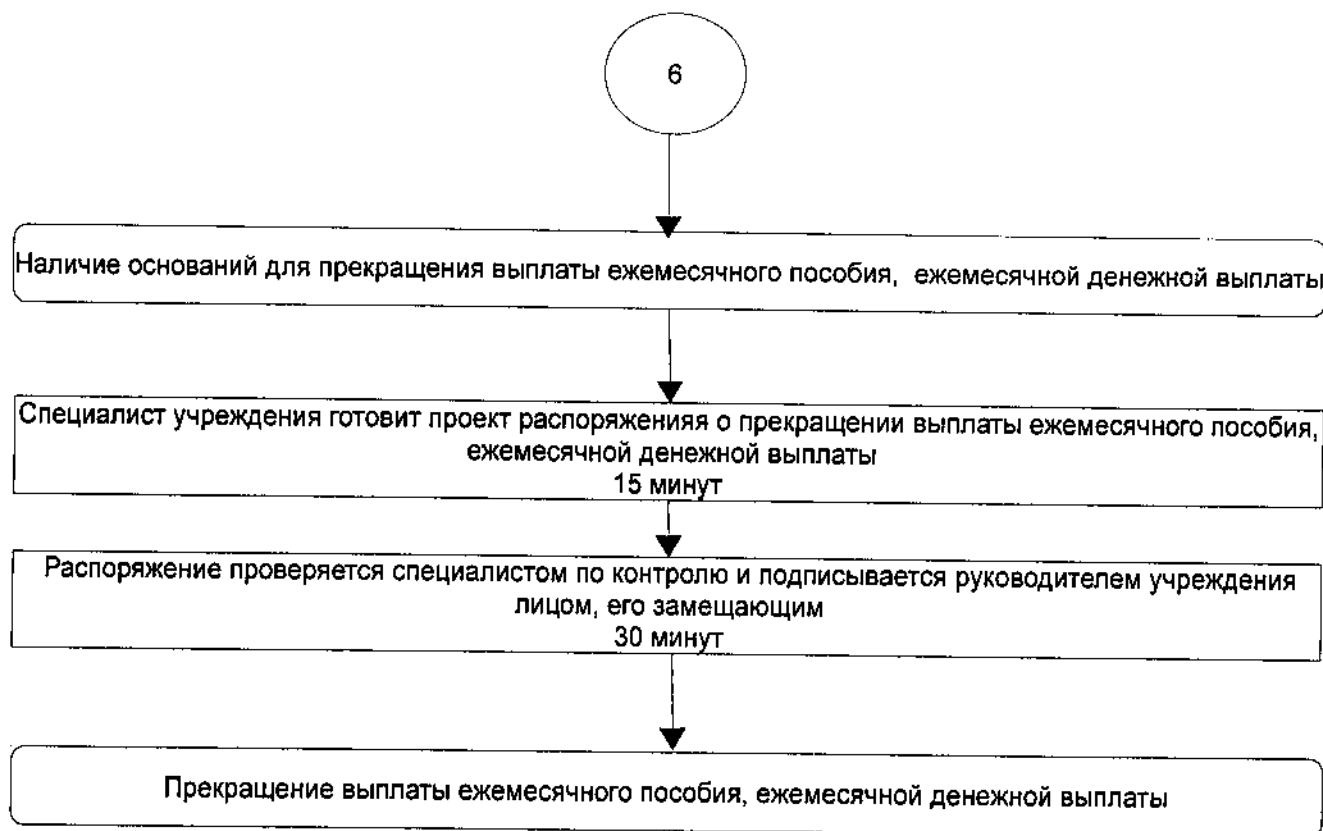 6
Наличие оснований для прекращения выплаты ежемесячного пособия, ежемесячной денежной выплаты
Специалист учреждения готовит проект распоряженияя о прекращении выплаты ежемесячного пособия,
ежемесячной денежной выплаты
15 минут
Распоряжение проверяется специалистом по контролю и подписывается руководителем учреждения
лицом, его замещающим
30 минут
Прекращение выплаты ежемесячного пособия, ежемесячной денежной выплаты